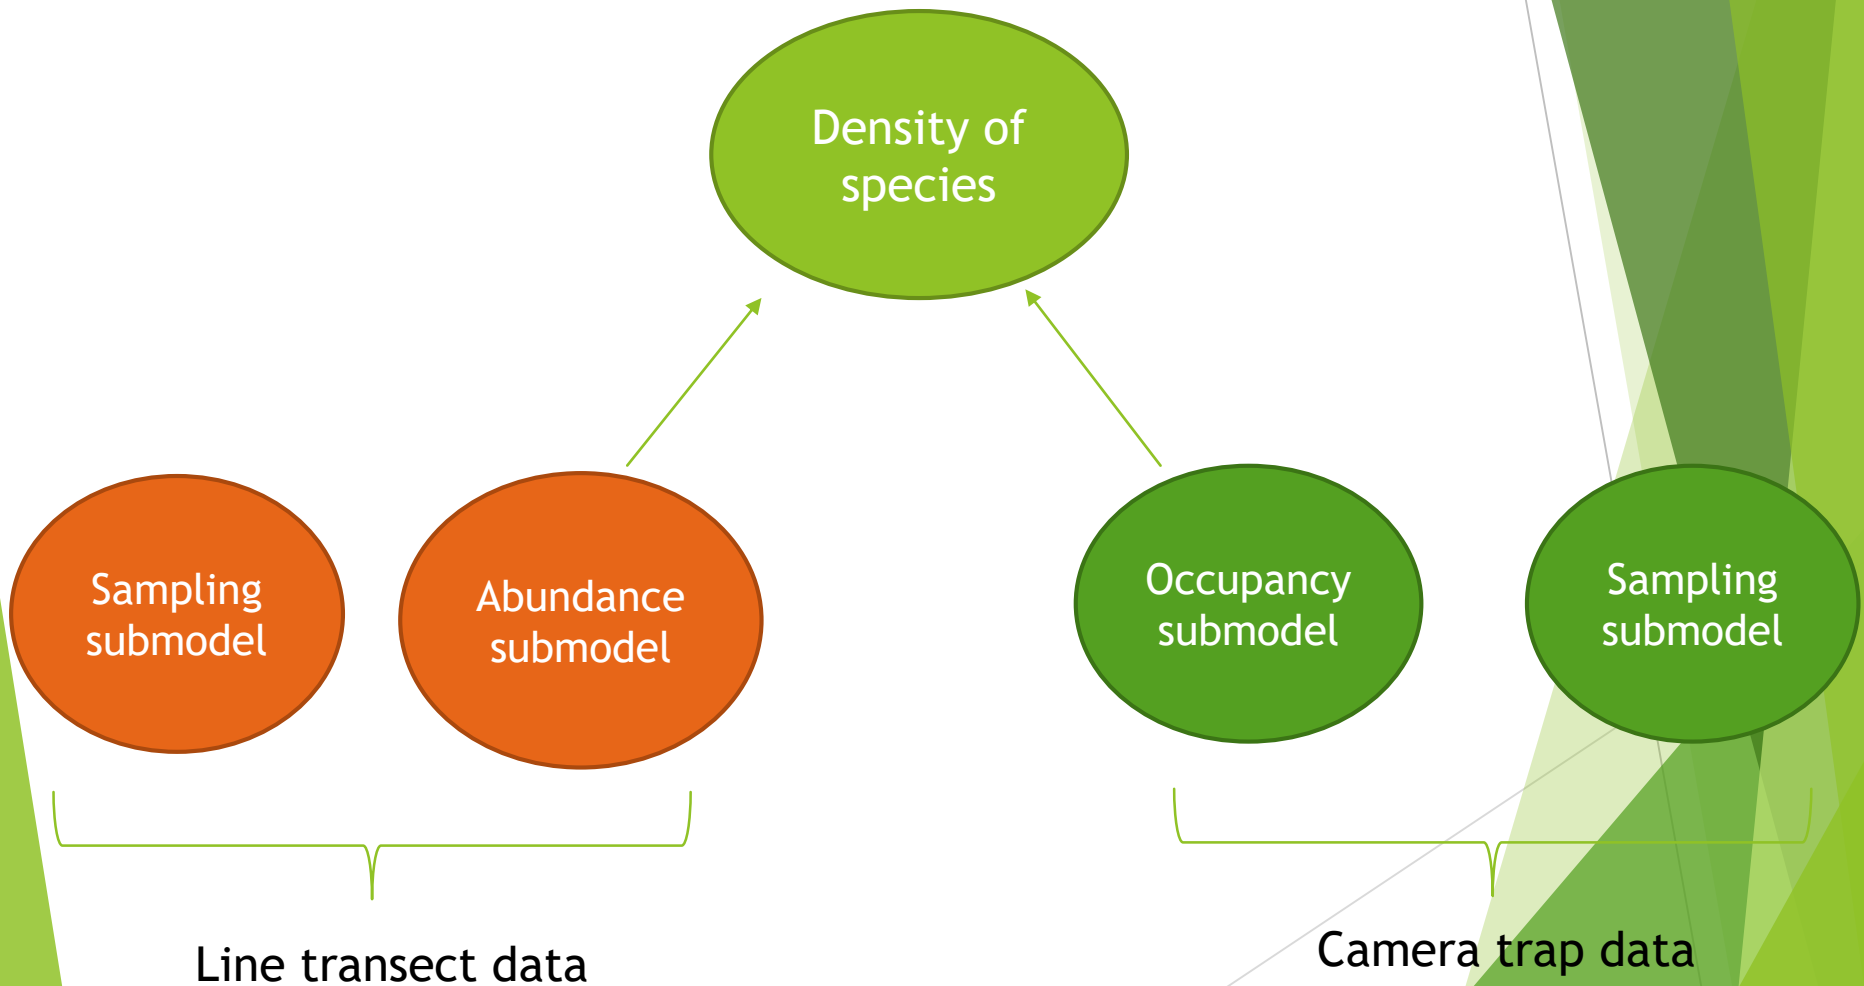 Density of
species
Sampling
submodel
Abundance
submodel
Occupancy
submodel
Sampling
submodel
Line transect data
Camera trap data